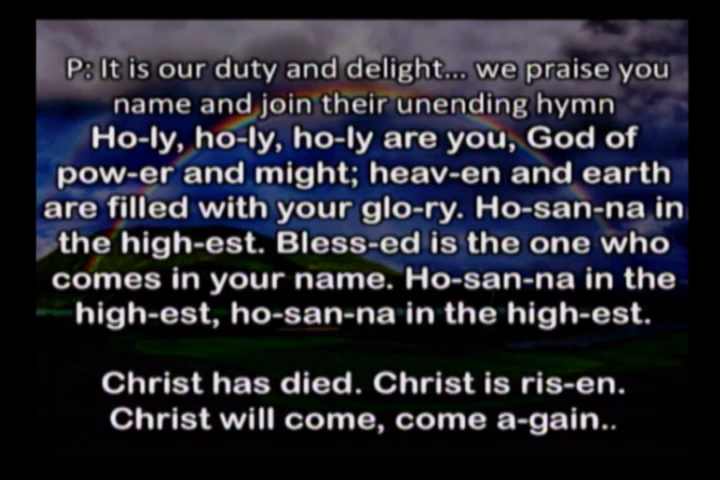 P: It is our duty and delight... we praise you
name and join their unending hymn
Ho-ly, ho-ly, ho-ly are you, God of
pow-er and might; heav-en and earth
are filled with your glo-ry. Ho-san-na in
the high-est. Bless-ed is the one who
comes in your name. Ho-san-na in the
high-est, ho-san-na in the high-est.
Christ has died. Christ is ris-en.
Christ will come, come a-gain..